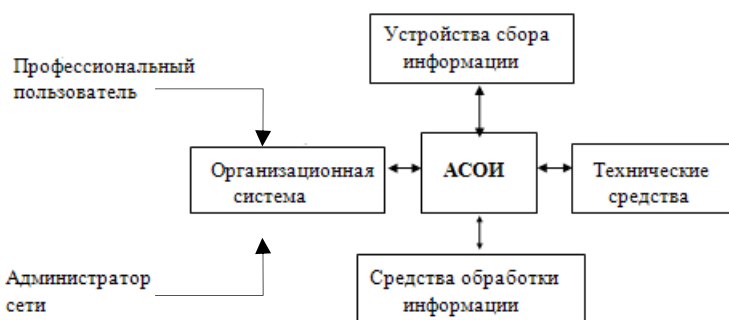 Устройства сбора
информации
Профессиональный
пользователь
Организационная
система
АСОИ
Технические
средства
Администратор
сети
Средства обработки
информации